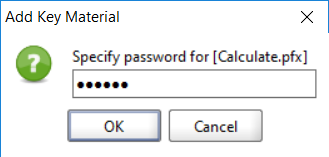 Add Key Material
Specify password for [Calculate.pfx]
••••••
OK
Cancel